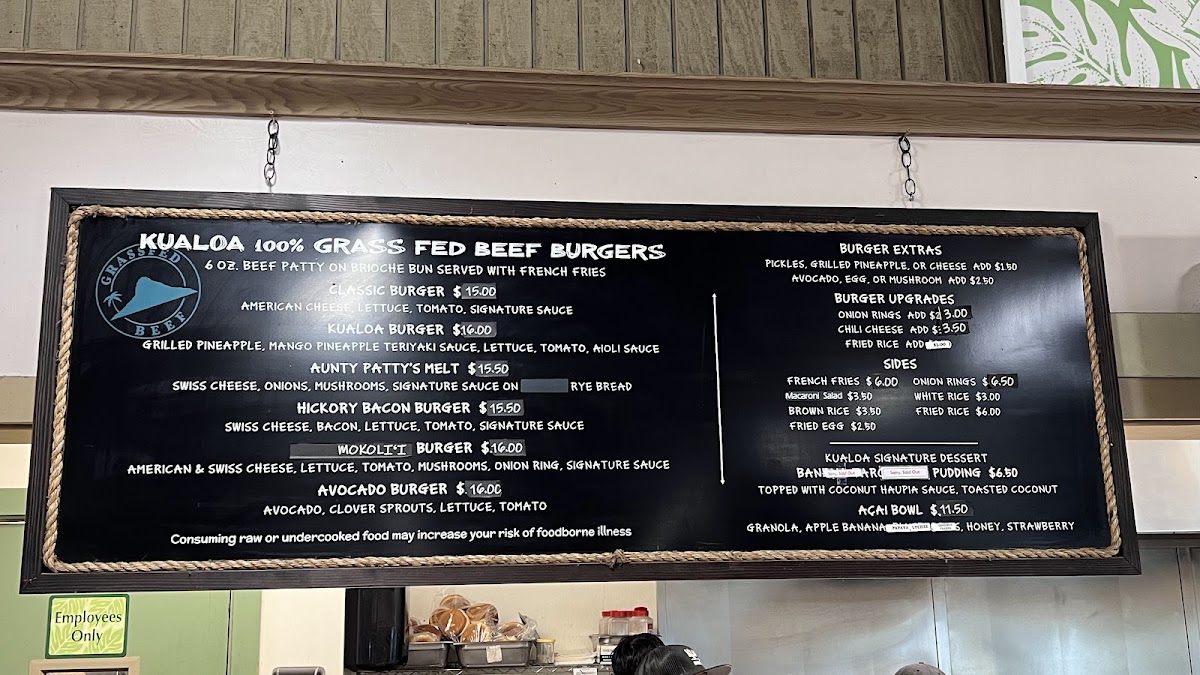 KUALOA 100% GRASS FED BEEF BURGERS
6 OZ. BEEF PATTY ON BRIOCHE BUN SERVED WITH FRENCH FRIES
GRASSFED
BEEF
CLASSIC BURGER $15.00
AMERICAN CHEESE, LETTUCE, TOMATO, SIGNATURE SAUCE
KUALOA BURGER $16.00
GRILLED PINEAPPLE, MANGO PINEAPPLE TERIYAKI SAUCE, LETTUCE, TOMATO, AIOLI SAUCE
AUNTY PATTY'S MELT $15.50
SWISS CHEESE, ONIONS, MUSHROOMS, SIGNATURE SAUCE ON RYE BREAD
HICKORY BACON BURGER $15.50
SWISS CHEESE, BACON, LETTUCE, TOMATO, SIGNATURE SAUCE
MOKOLI'I BURGER $16.00
AMERICAN & SWISS CHEESE, LETTUCE, TOMATO, MUSHROOMS, ONION RING, SIGNATURE SAUCE
AVOCADO BURGER $16.00
AVOCADO, CLOVER SPROUTS, LETTUCE, TOMATO
Consuming raw or undercooked food may increase your risk of foodborne illness
BURGER EXTRAS
PICKLES, GRILLED PINEAPPLE, OR CHEESE ADD $1.50
AVOCADO, EGG, OR MUSHROOM ADD $2.50
BURGER UPGRADES
ONION RINGS ADD $3.00
CHILI CHEESE ADD $3.50
FRIED RICE ADD
SIDES
FRENCH FRIES $6.00 ONION RINGS $6.50
Macaroni Salad $3.50 WHITE RICE $3.00
BROWN RICE $3.50 FRIED RICE $6.00
FRIED EGG $2.50
KUALOA SIGNATURE DESSERT
Sorry, Sold Out PUDDING $6.50
TOPPED WITH COCONUT HAUPIA SAUCE, TOASTED COCONUT
AÇAI BOWL $11.50
GRANOLA, APPLE BANANA HONEY, STRAWBERRY
Employees
Only